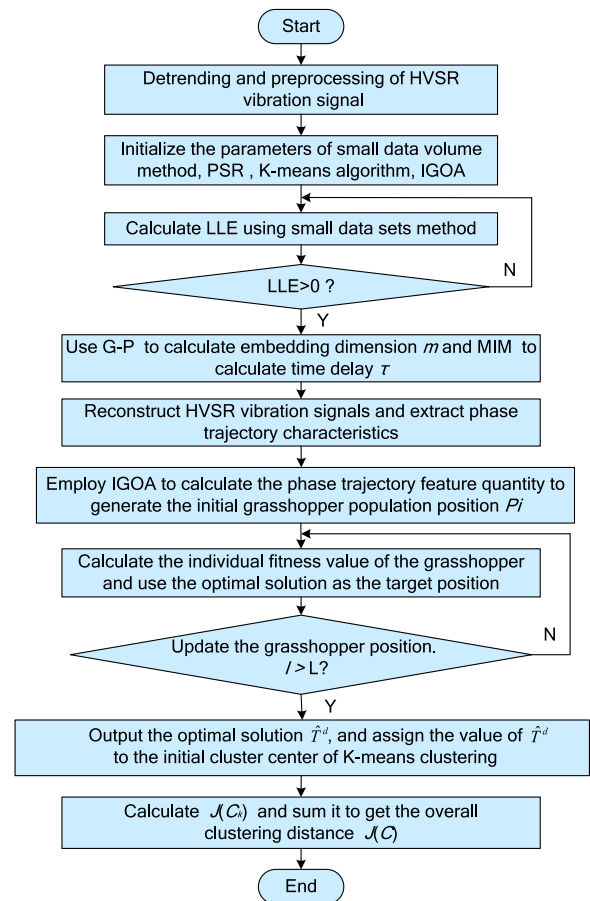 Start
Detrending and preprocessing of HVSR
vibration signal
Initialize the parameters of small data volume
method, PSR , K-means algorithm, IGOA
Calculate LLE using small data sets method
LLE>0 ?
N
Y
Use G-P to calculate embedding dimension m and MIM to
calculate time delay τ
Reconstruct HVSR vibration signals and extract phase
trajectory characteristics
Employ IGOA to calculate the phase trajectory feature quantity to
generate the initial grasshopper population position Pi
Calculate the individual fitness value of the grasshopper
and use the optimal solution as the target position
Update the grasshopper position.
l > L?
N
Y
Output the optimal solution T̂ᵈ, and assign the value of T̂ᵈ
to the initial cluster center of K-means clustering
Calculate J(Cₖ) and sum it to get the overall
clustering distance J(C)
End